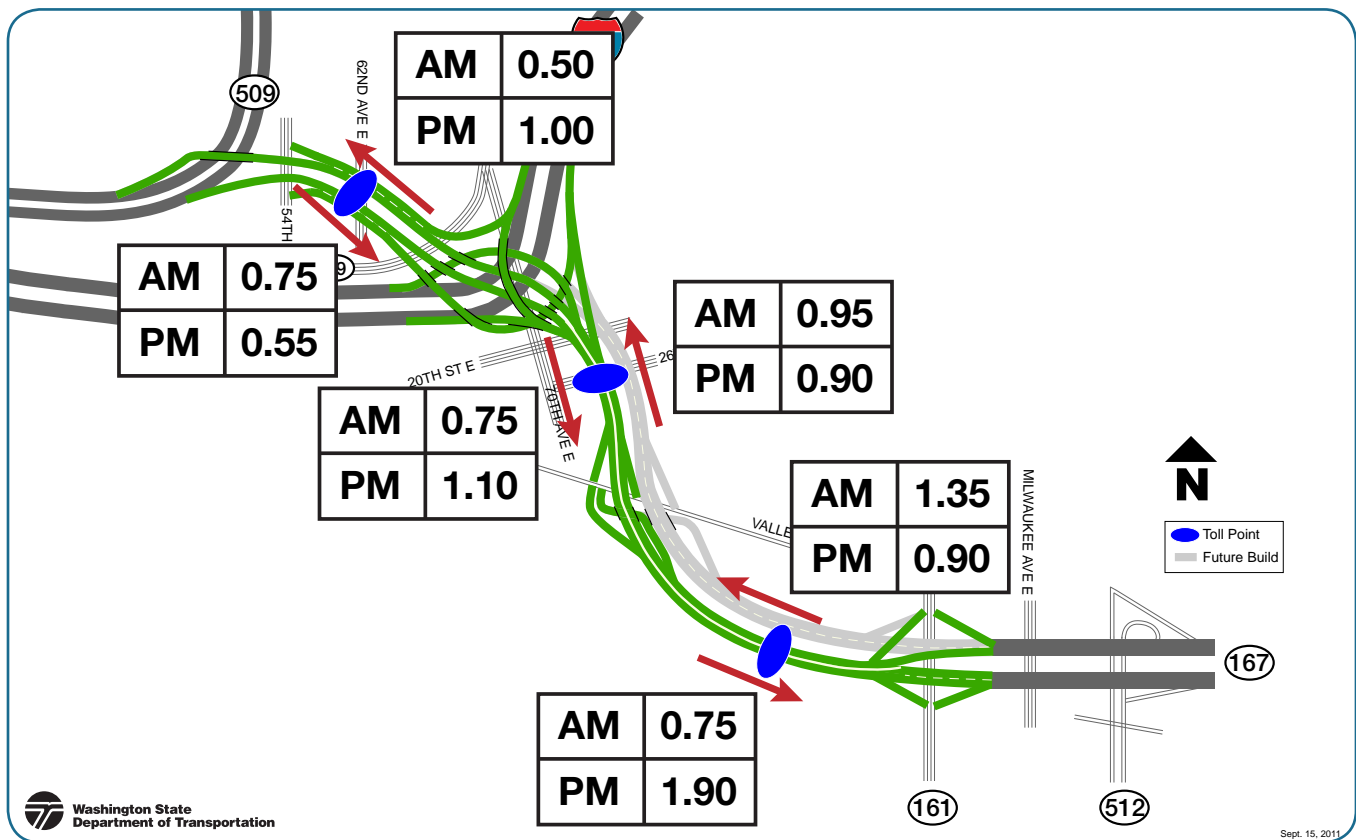 509
62ND AVE E
AM 0.50
PM 1.00
54TH
AM 0.75
PM 0.55
9
20TH ST E
70TH AVE E
26
AM 0.95
PM 0.90
AM 0.75
PM 1.10
VALLE
AM 1.35
PM 0.90
MILWAUKEE AVE E
N
Toll Point
Future Build
167
AM 0.75
PM 1.90
161
512
Washington State
Department of Transportation
Sept. 15, 2011